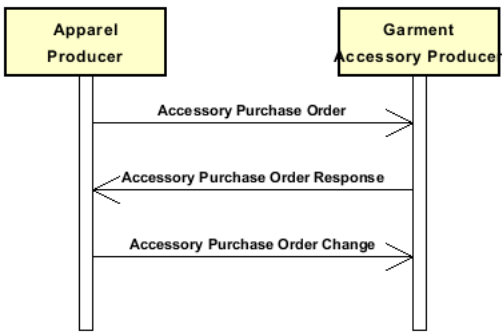 Apparel
Producer
Garment
Accessory Producer
Accessory Purchase Order
Accessory Purchase Order Response
Accessory Purchase Order Change